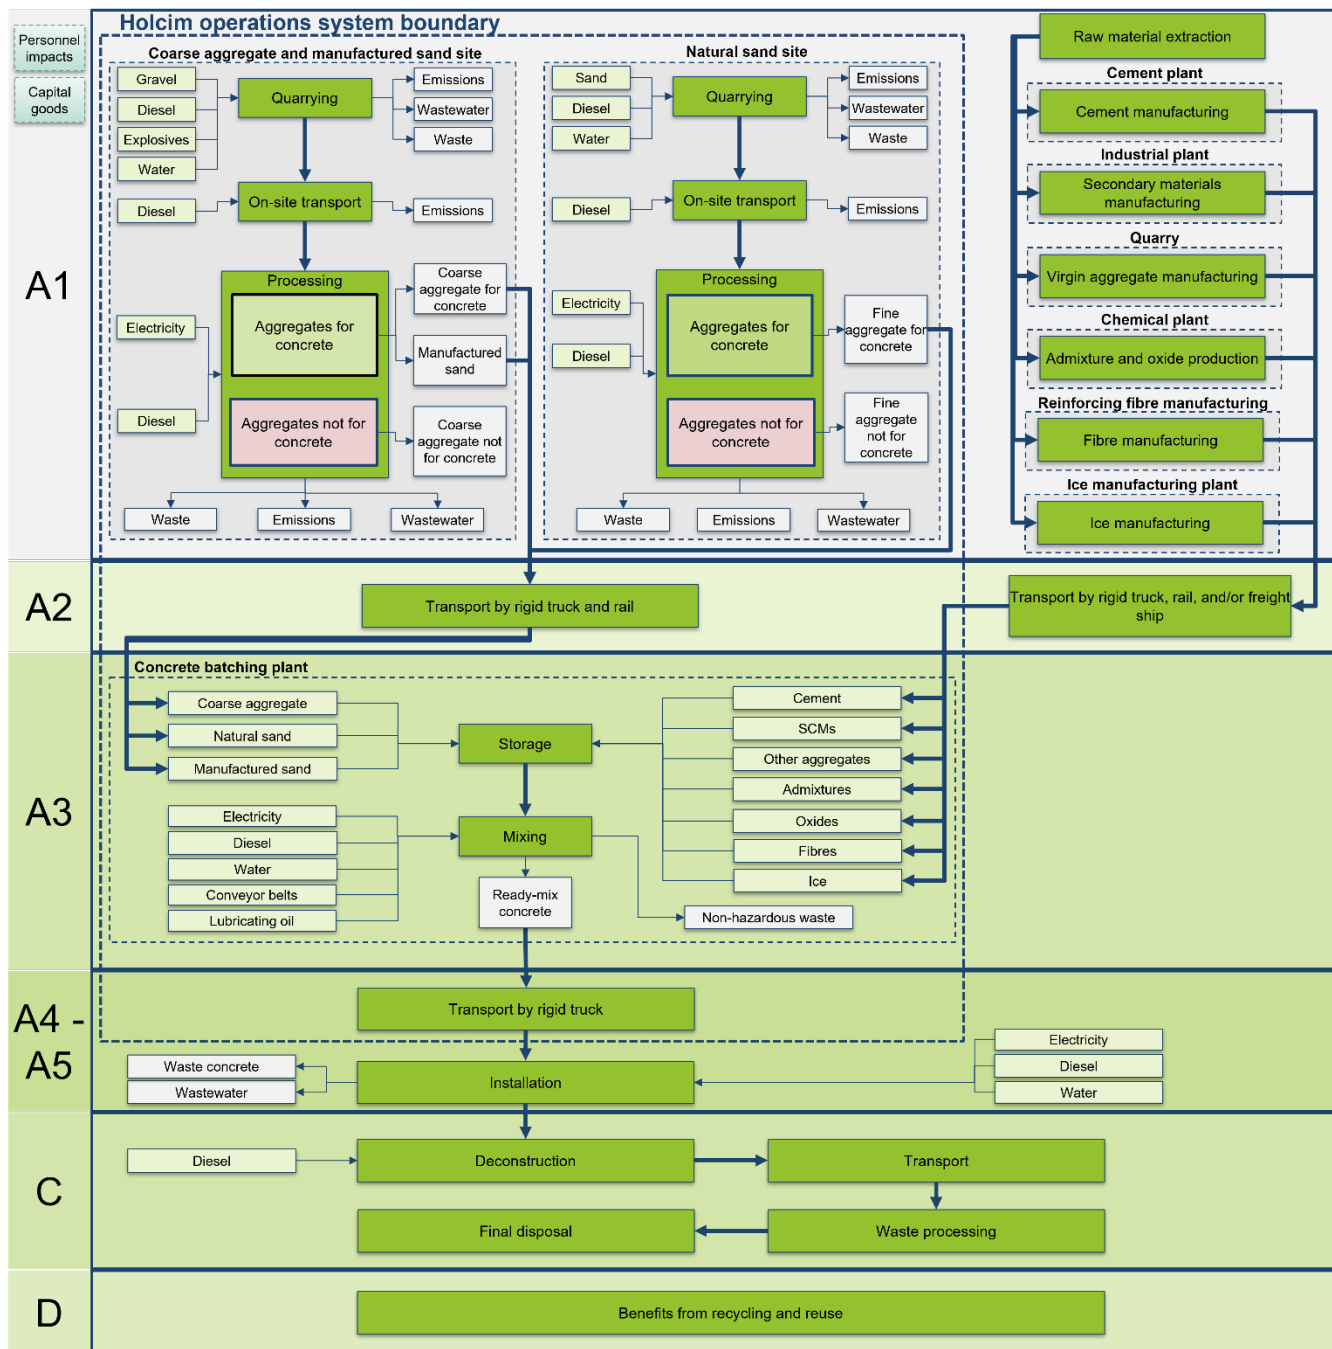 Holcim operations system boundary
Personnel
impacts
Capital
goods
A1
Coarse aggregate and manufactured sand site
Gravel
Diesel
Explosives
Water
Quarrying
Emissions
Wastewater
Waste
Diesel
On-site transport
Emissions
Processing
Electricity
Diesel
Aggregates for
concrete
Aggregates not for
concrete
Coarse
aggregate for
concrete
Manufactured
sand
Coarse
aggregate not
for concrete
Waste
Emissions
Wastewater
Natural sand site
Sand
Diesel
Water
Quarrying
Emissions
Wastewater
Waste
Diesel
On-site transport
Emissions
Processing
Electricity
Diesel
Aggregates for
concrete
Aggregates not for
concrete
Fine
aggregate for
concrete
Fine
aggregate
not for
concrete
Waste
Emissions
Wastewater
Raw material extraction
Cement plant
Cement manufacturing
Industrial plant
Secondary materials
manufacturing
Quarry
Virgin aggregate manufacturing
Chemical plant
Admixture and oxide production
Reinforcing fibre manufacturing
Fibre manufacturing
Ice manufacturing plant
Ice manufacturing
A2
Transport by rigid truck and rail
Transport by rigid truck, rail, and/or freight
ship
A3
Concrete batching plant
Coarse aggregate
Natural sand
Manufactured sand
Electricity
Diesel
Water
Conveyor belts
Lubricating oil
Storage
Mixing
Ready-mix
concrete
Cement
SCMs
Other aggregates
Admixtures
Oxides
Fibres
Ice
Non-hazardous waste
A4 -
A5
Transport by rigid truck
Waste concrete
Wastewater
Installation
Electricity
Diesel
Water
C
Diesel
Deconstruction
Transport
Final disposal
Waste processing
D
Benefits from recycling and reuse